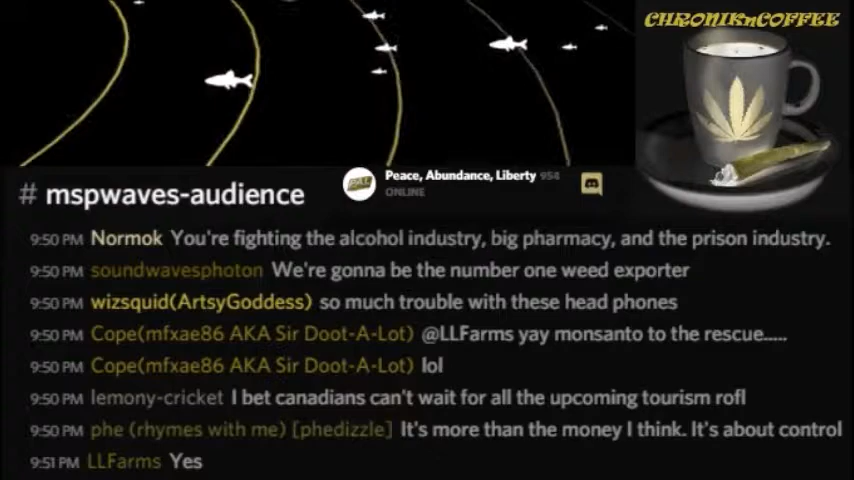 CHRONIKnCOFFEE
Peace, Abundance, Liberty 954
ONLINE
# mspwaves-audience
9:50 PM Normok You're fighting the alcohol industry, big pharmacy, and the prison industry.
9:50 PM soundwavesphoton We're gonna be the number one weed exporter
9:50 PM wizsquid(ArtsyGoddess) so much trouble with these head phones
9:50 PM Cope(mfxae86 AKA Sir Doot-A-Lot) @LLFarms yay monsanto to the rescue.....
9:50 PM Cope(mfxae86 AKA Sir Doot-A-Lot) lol
9:50 PM lemony-cricket I bet canadians can't wait for all the upcoming tourism rofl
9:50 PM phe (rhymes with me) [phedizzle] It's more than the money I think. It's about control
9:51 PM LLFarms Yes